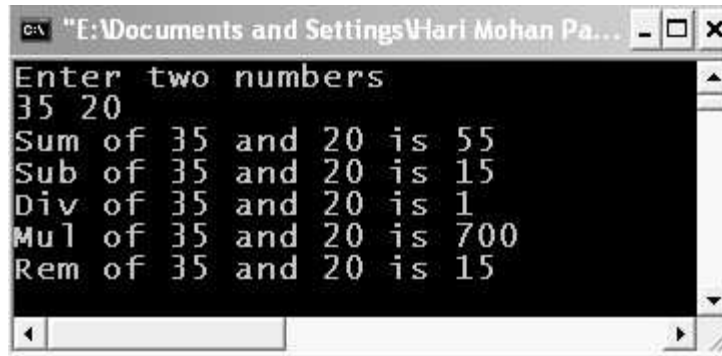 "E:\Documents and Settings\Hari Mohan Pa...
Enter two numbers
35 20
Sum of 35 and 20 is 55
Sub of 35 and 20 is 15
Div of 35 and 20 is 1
Mul of 35 and 20 is 700
Rem of 35 and 20 is 15